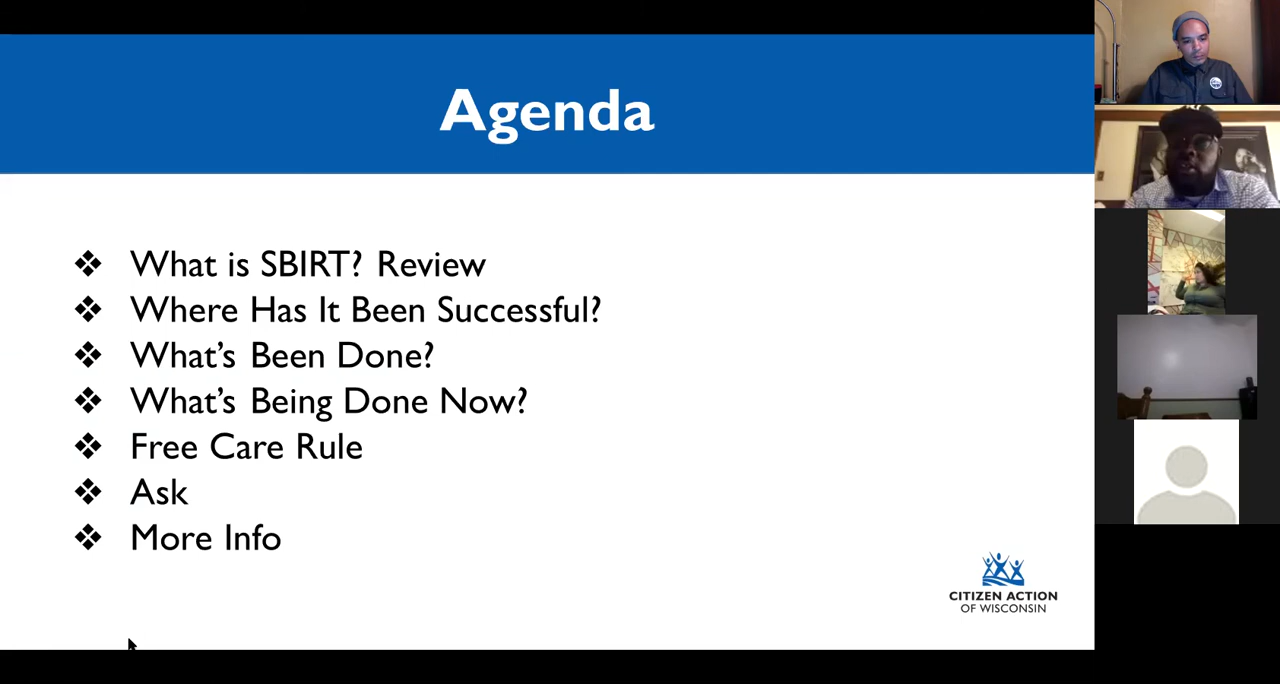 Agenda
❖ What is SBIRT? Review
❖ Where Has It Been Successful?
❖ What's Been Done?
❖ What's Being Done Now?
❖ Free Care Rule
❖ Ask
❖ More Info
CITIZEN ACTION
OF WISCONSIN